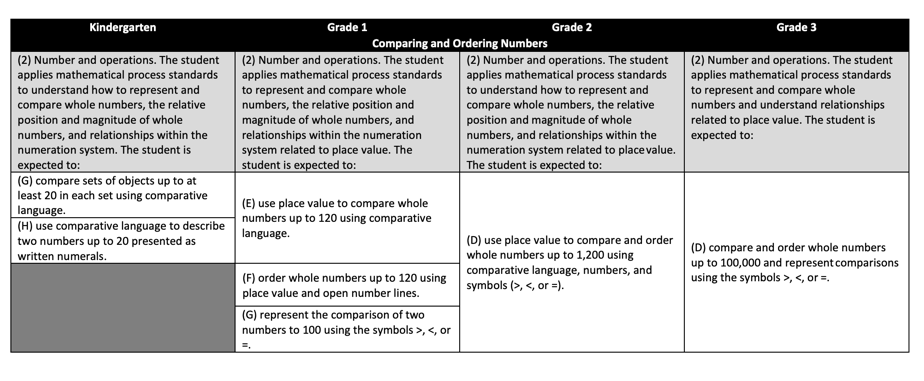 Kindergarten
Grade 1
Grade 2
Grade 3
Comparing and Ordering Numbers
(2) Number and operations. The student
applies mathematical process standards
to understand how to represent and
compare whole numbers, the relative
position and magnitude of whole
numbers, and relationships within the
numeration system. The student is
expected to:
(2) Number and operations. The student
applies mathematical process standards
to represent and compare whole
numbers, the relative position and
magnitude of whole numbers, and
relationships within the numeration
system related to place value. The
student is expected to:
(2) Number and operations. The student
applies mathematical process standards
to understand how to represent and
compare whole numbers, the relative
position and magnitude of whole
numbers, and relationships within the
numeration system related to place value.
The student is expected to:
(2) Number and operations. The student
applies mathematical process standards
to represent and compare whole
numbers and understand relationships
related to place value. The student is
expected to:
(G) compare sets of objects up to at
least 20 in each set using comparative
language.
(H) use comparative language to describe
two numbers up to 20 presented as
written numerals.
(E) use place value to compare whole
numbers up to 120 using comparative
language.
(F) order whole numbers up to 120 using
place value and open number lines.
(G) represent the comparison of two
numbers to 100 using the symbols >, <, or
=.
(D) use place value to compare and order
whole numbers up to 1,200 using
comparative language, numbers, and
symbols (>, <, or =).
(D) compare and order whole numbers
up to 100,000 and represent comparisons
using the symbols >, <, or =.